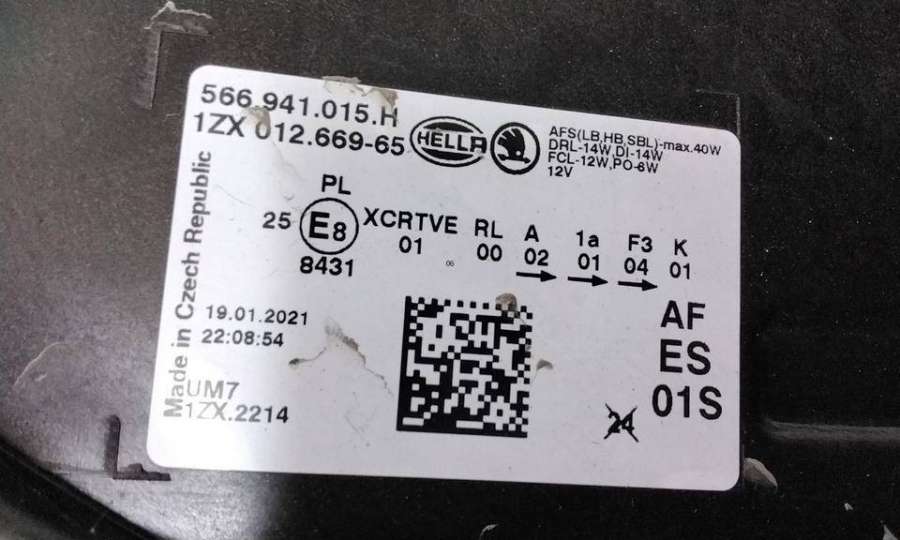 566.941.015.H
1ZX 012.669-65
HELLA
AFS(LB,HB,SBL)-max.40W
DRL-14W,DI-14W
FCL-12W,PO-6W
12V
Made in Czech Republic
PL
25 E8 XCRTVE RL A 1a F3 K
8431 01 06 00 02 01 04 01
19.01.2021
22:08:54
UM7
1ZX.2214
AF
ES
01S
24